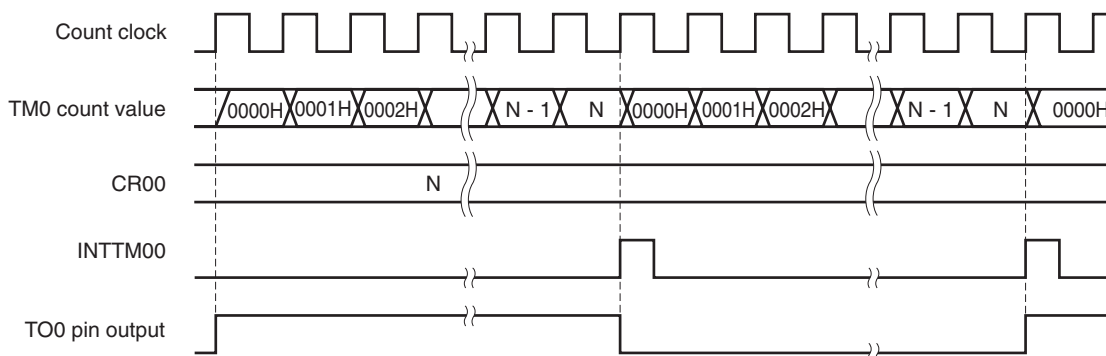 Count clock
TM0 count value 0000H 0001H 0002H N - 1 N 0000H 0001H 0002H N - 1 N 0000H
CR00 N
INTTM00
TO0 pin output